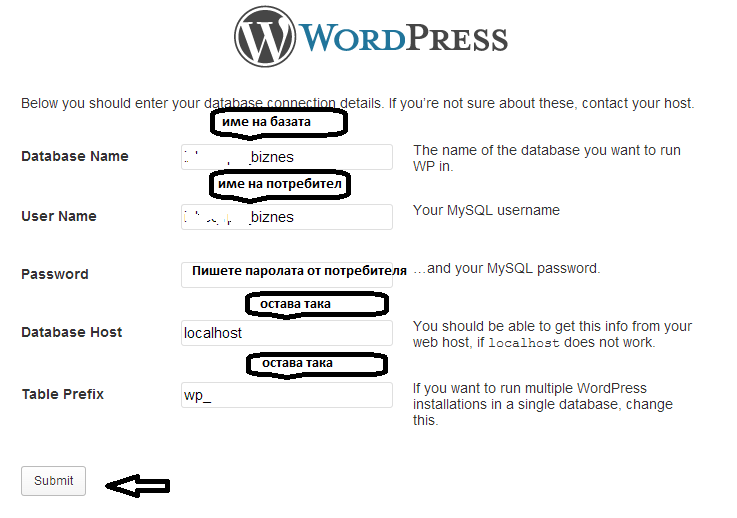 WORDPRESS
Below you should enter your database connection details. If you're not sure about these, contact your host.
име на базата
Database Name
_biznes
The name of the database you want to run
WP in.
име на потребител
User Name
_biznes
Your MySQL username
Password
Пишете паролата от потребителя
…and your MySQL password.
остава така
Database Host
localhost
You should be able to get this info from your
web host, if localhost does not work.
остава така
Table Prefix
wp_
If you want to run multiple WordPress
installations in a single database, change
this.
Submit